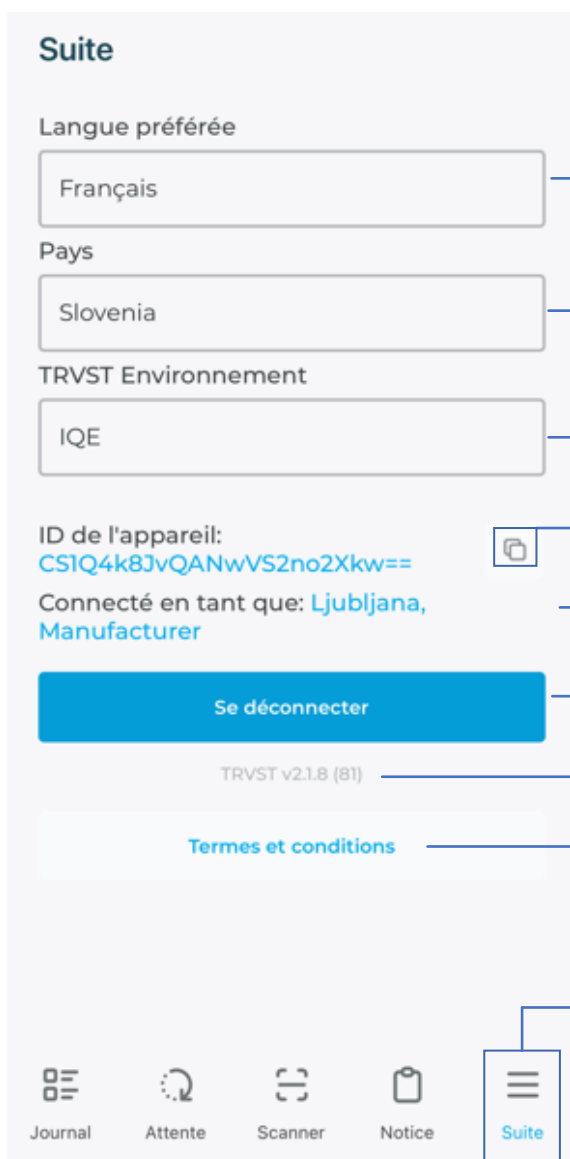 Suite
Langue préférée
Français
Pays
Slovenia
TRVST Environnement
IQE
ID de l'appareil:
CS1Q4k8JvQANwVS2no2Xkw==
Connecté en tant que: Ljubljana,
Manufacturer
Se déconnecter
TRVST v2.1.8 (81)
Termes et conditions
Journal Attente Scanner Notice Suite